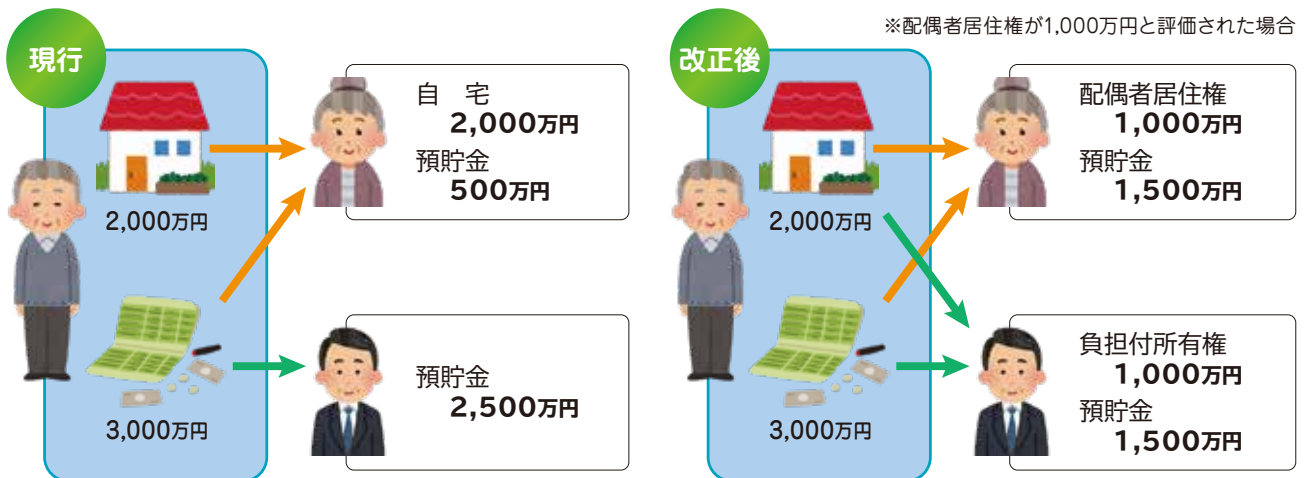 現行
2,000万円
3,000万円
自　宅
2,000万円
預貯金
500万円
預貯金
2,500万円
※配偶者居住権が1,000万円と評価された場合
改正後
2,000万円
3,000万円
配偶者居住権
1,000万円
預貯金
1,500万円
負担付所有権
1,000万円
預貯金
1,500万円